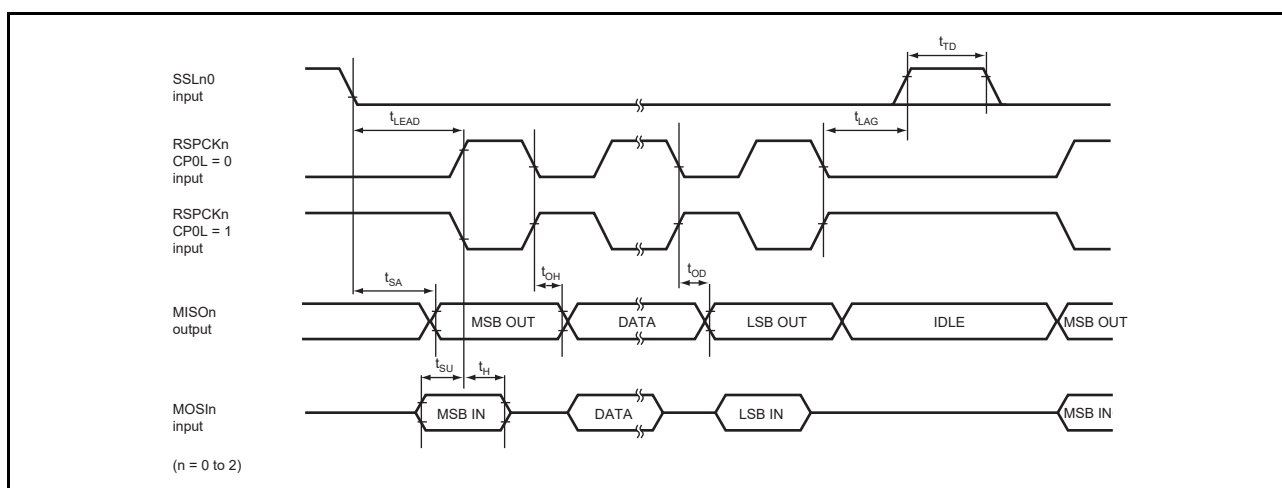 tTD
SSLn0
input
tLEAD
tLAG
RSPCKn
CP0L = 0
input
RSPCKn
CP0L = 1
input
tSA
tOH
tOD
MISOn
output
MSB OUT
DATA
LSB OUT
IDLE
MSB OUT
tSU
tH
MOSIn
input
MSB IN
DATA
LSB IN
MSB IN
(n = 0 to 2)